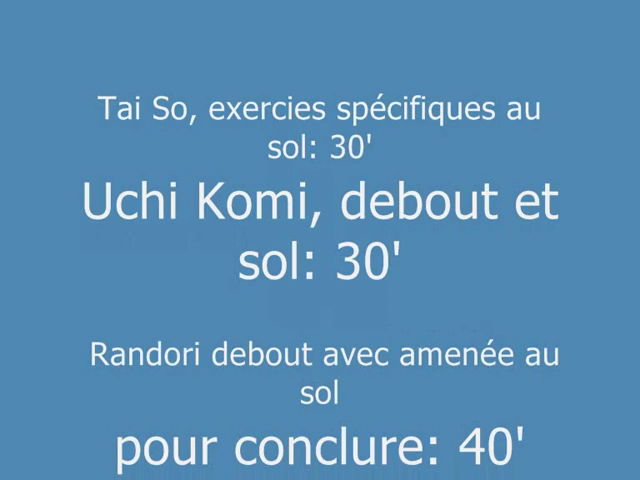 Tai So, exercies spécifiques au
sol: 30'
Uchi Komi, debout et
sol: 30'
Randori debout avec amenée au
sol
pour conclure: 40'